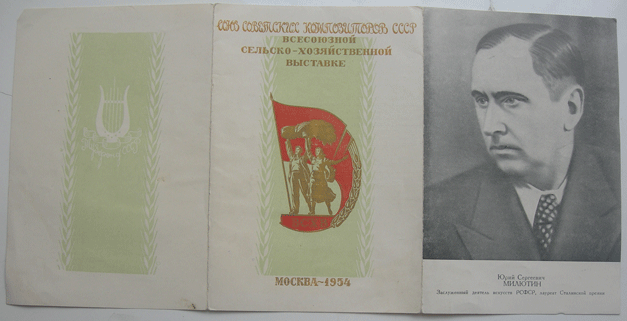 СОЮЗ СОВЕТСКИХ КОМПОЗИТОРОВ СССР
ВСЕСОЮЗНОЙ
СЕЛЬСКО-ХОЗЯЙСТВЕННОЙ
ВЫСТАВКЕ
МОСКВА-1954
Юрий Сергеевич
МИЛЮТИН
Заслуженный деятель искусств РСФСР, лауреат Сталинской премии